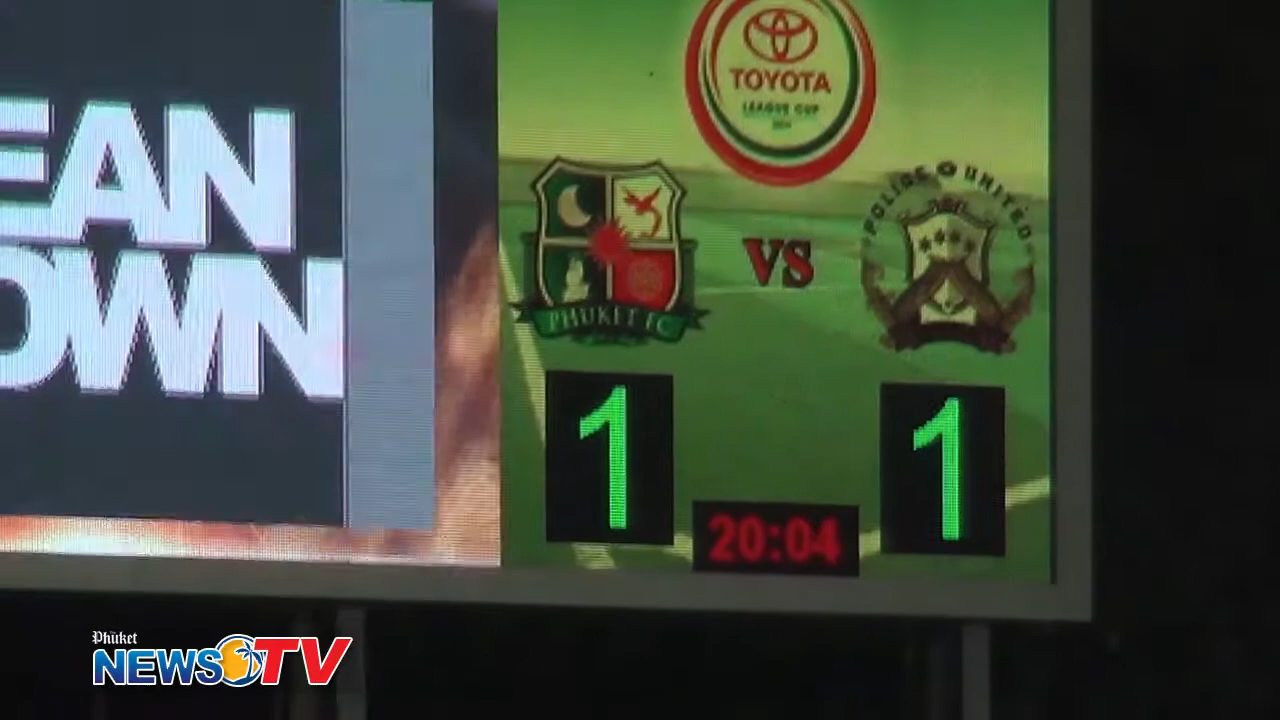 EAN
OWN
TOYOTA
LEAGUE CUP
PHUKET FC
VS
POLICE UNITED
1
1
20:04
Phuket
NEWS TV